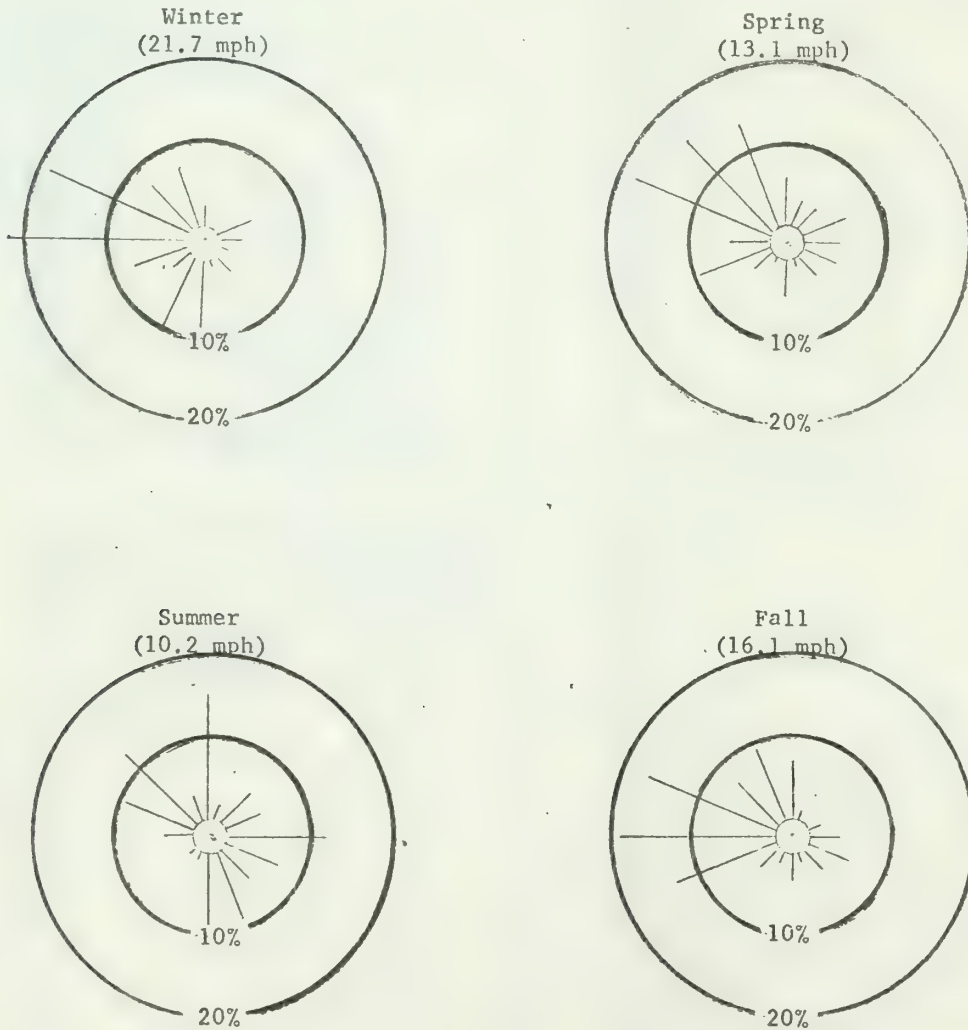 Winter
(21.7 mph)
10%
20%
Spring
(13.1 mph)
10%
20%
Summer
(10.2 mph)
10%
20%
Fall
(16.1 mph)
10%
20%